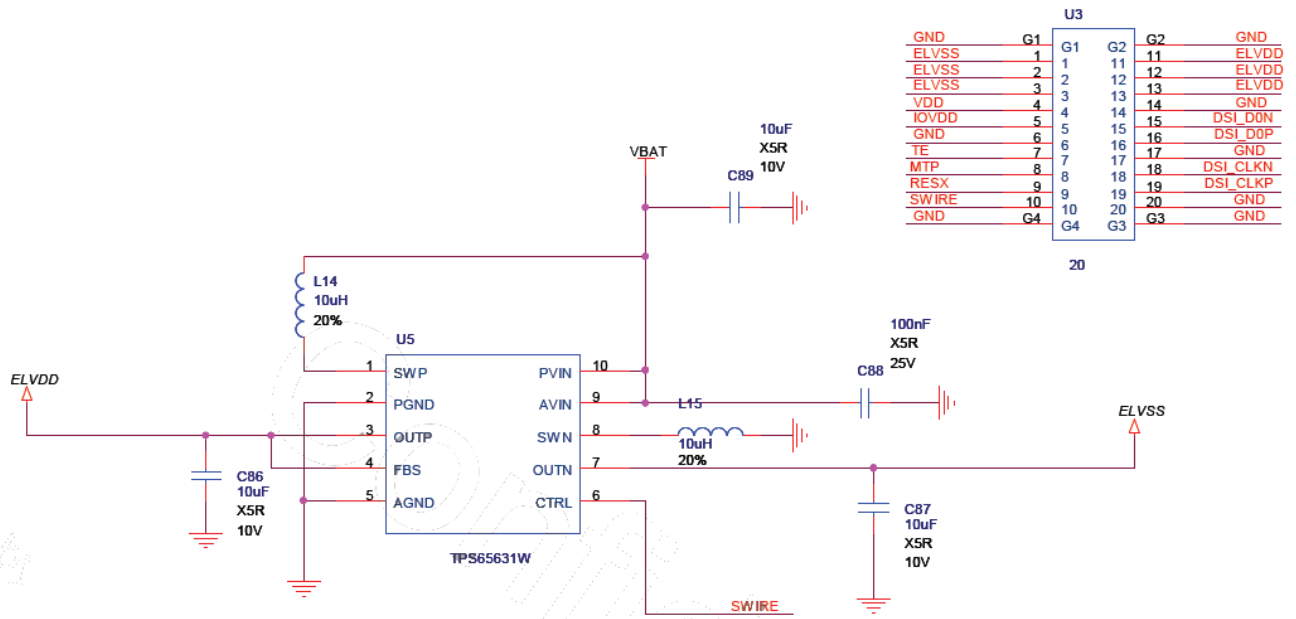 U3
GND G1 G1 G2 G2 GND
ELVSS 1 1 11 11 ELVDD
ELVSS 2 2 12 12 ELVDD
ELVSS 3 3 13 13 ELVDD
VDD 4 4 14 14 GND
IOVDD 5 5 15 15 DSI_D0N
GND 6 6 16 16 DSI_D0P
TE 7 7 17 17 GND
MTP 8 8 18 18 DSI_CLKN
RESX 9 9 19 19 DSI_CLKP
SWIRE 10 10 20 20 GND
GND G4 G4 G3 G3 GND
20
10uF
X5R
10V
C89
VBAT
L14
10uH
20%
100nF
X5R
25V
C88
U5
1 SWP PVIN 10
2 PGND AVIN 9
3 OUTP SWN 8
4 FBS OUTN 7
5 AGND CTRL 6
TPS65631W
L15
10uH
20%
ELVDD
ELVSS
C86
10uF
X5R
10V
C87
10uF
X5R
10V
SWIRE